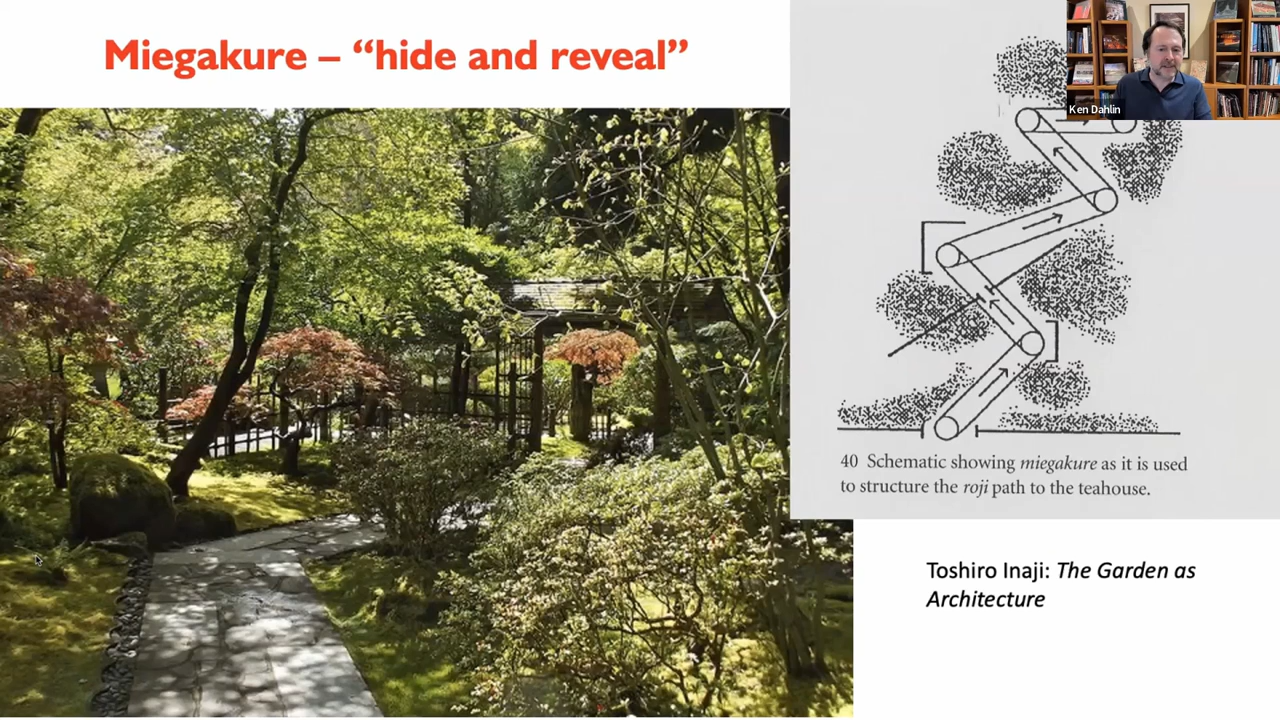 Miegakure – “hide and reveal”
Ken Dahlin
40 Schematic showing miegakure as it is used
to structure the roji path to the teahouse.
Toshiro Inaji: The Garden as
Architecture